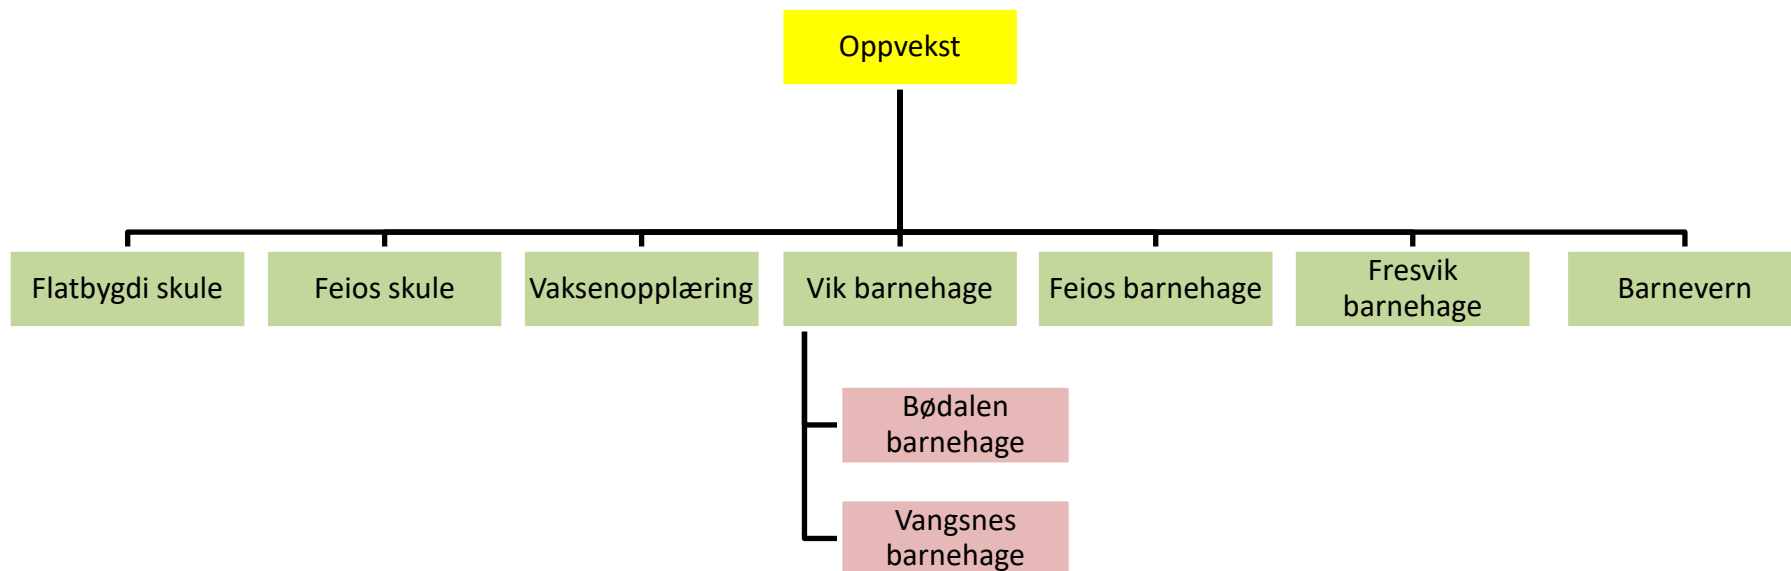 Oppvekst
Flatbygdi skule
Feios skule
Vaksenopplæring
Vik barnehage
Feios barnehage
Fresvik
barnehage
Barnevern
Bødalen
barnehage
Vangsnes
barnehage